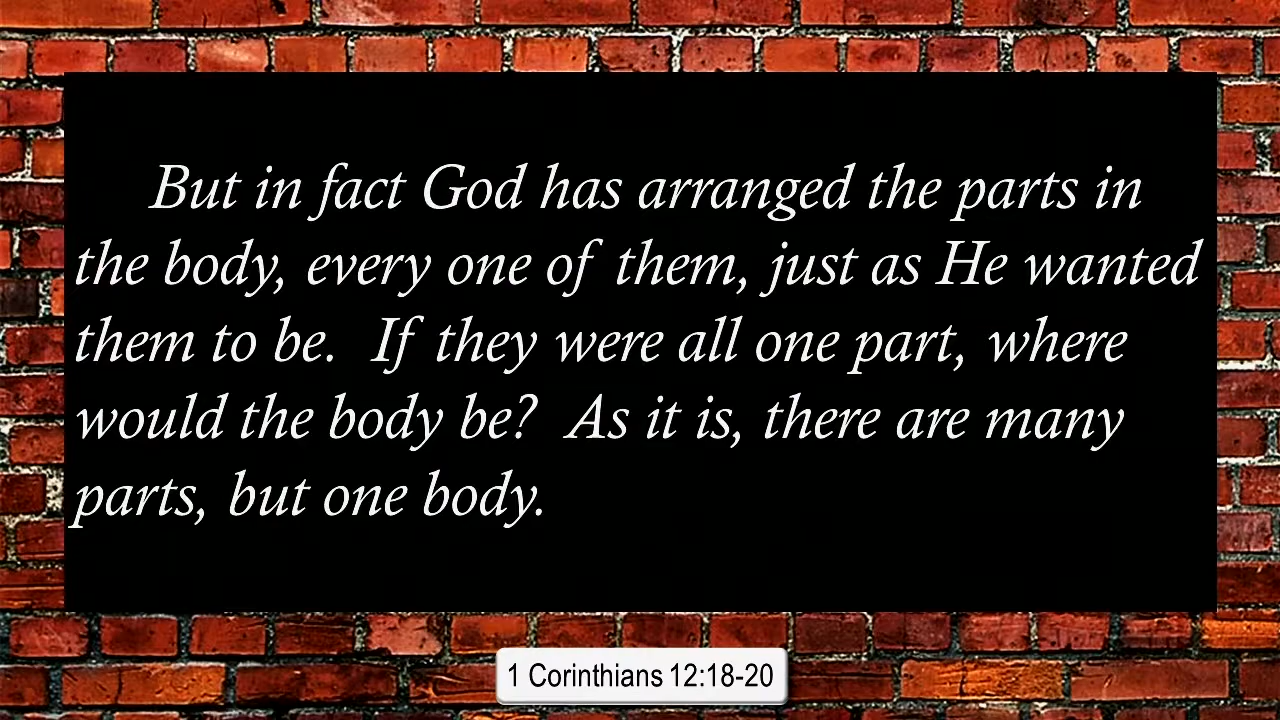 But in fact God has arranged the parts in
the body, every one of them, just as He wanted
them to be. If they were all one part, where
would the body be? As it is, there are many
parts, but one body.
1 Corinthians 12:18-20